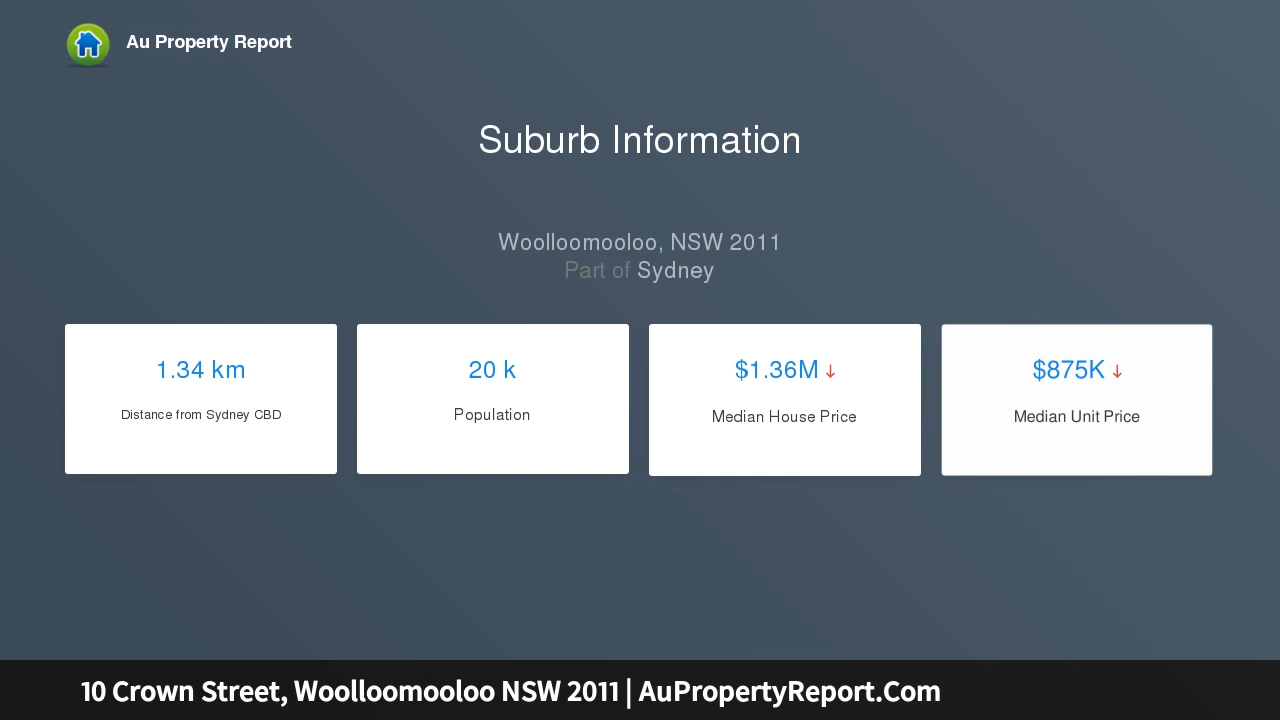 Au Property Report
Suburb Information
Woolloomooloo, NSW 2011
Part of Sydney
1.34 km
Distance from Sydney CBD
20 k
Population
$1.36M ↓
Median House Price
$875K ↓
Median Unit Price
10 Crown Street, Woolloomooloo NSW 2011 | AuPropertyReport.Com